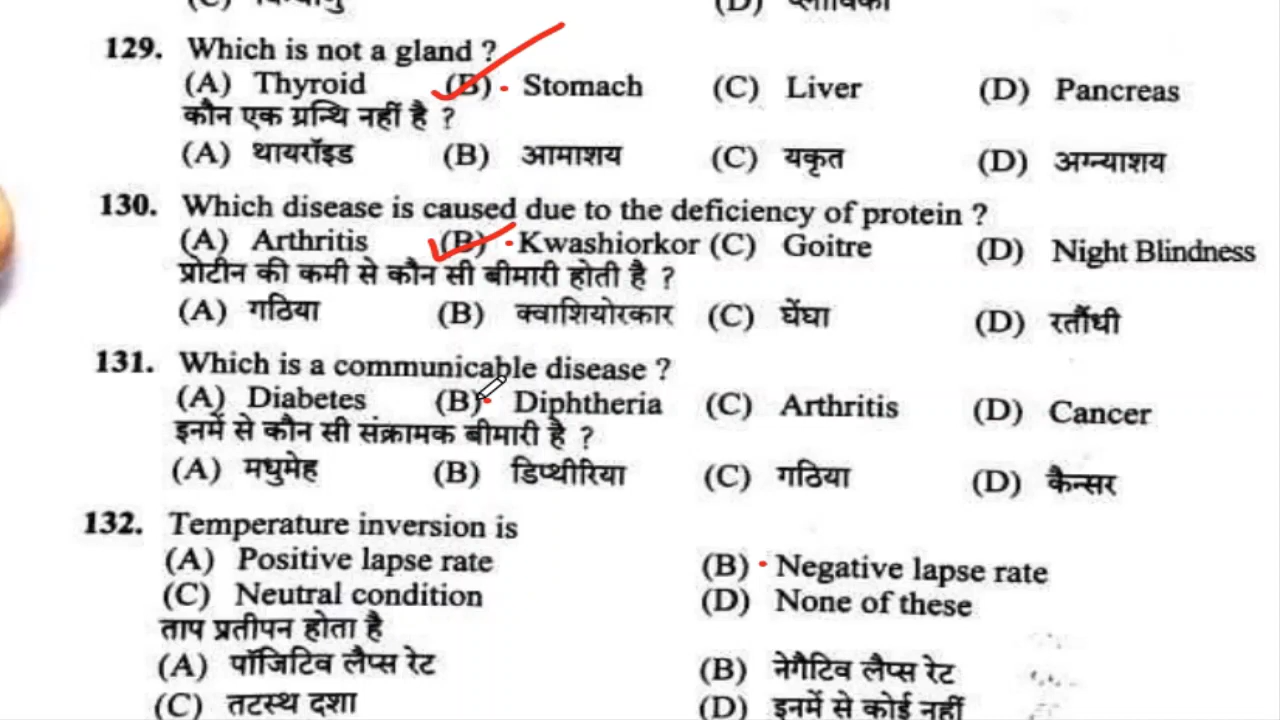 129. Which is not a gland ?
(A) Thyroid (B) Stomach (C) Liver (D) Pancreas
कौन एक ग्रन्थि नहीं है ?
(A) थायरॉइड (B) आमाशय (C) यकृत (D) अग्न्याशय
130. Which disease is caused due to the deficiency of protein ?
(A) Arthritis (B) Kwashiorkor (C) Goitre (D) Night Blindness
प्रोटीन की कमी से कौन सी बीमारी होती है ?
(A) गठिया (B) क्वाशियोरकार (C) घेंघा (D) रतौंधी
131. Which is a communicable disease ?
(A) Diabetes (B) Diphtheria (C) Arthritis (D) Cancer
इनमें से कौन सी संक्रामक बीमारी है ?
(A) मधुमेह (B) डिप्थीरिया (C) गठिया (D) कैन्सर
132. Temperature inversion is
(A) Positive lapse rate (B) Negative lapse rate
(C) Neutral condition (D) None of these
ताप प्रतीपन होता है
(A) पॉजिटिव लैप्स रेट (B) नेगैटिव लैप्स रेट
(C) तटस्थ दशा (D) इनमें से कोई नहीं